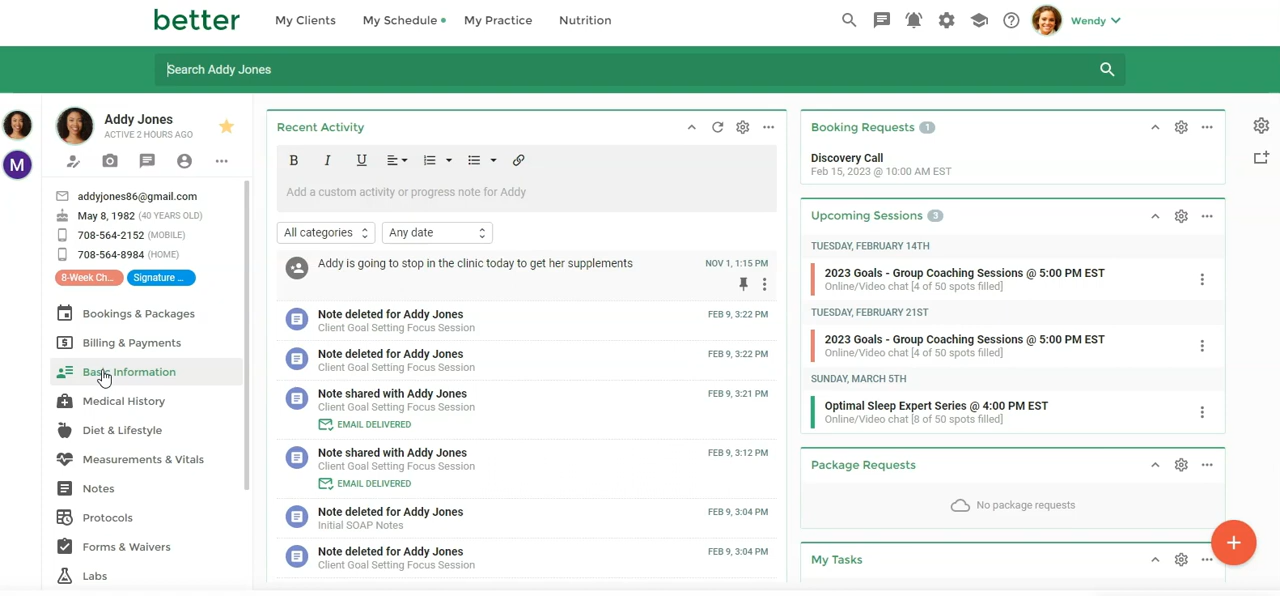 better
My Clients
My Schedule
My Practice
Nutrition
Wendy
Search Addy Jones
M
Addy Jones
ACTIVE 2 HOURS AGO
addyjones86@gmail.com
May 8, 1982 (40 YEARS OLD)
708-564-2152 (MOBILE)
708-564-8984 (HOME)
8-Week Ch... Signature ...
Bookings & Packages
Billing & Payments
Basic Information
Medical History
Diet & Lifestyle
Measurements & Vitals
Notes
Protocols
Forms & Waivers
Labs
Recent Activity
B I U
Add a custom activity or progress note for Addy
All categories
Any date
Addy is going to stop in the clinic today to get her supplements
NOV 1, 1:15 PM
Note deleted for Addy Jones
FEB 9, 3:22 PM
Client Goal Setting Focus Session
Note deleted for Addy Jones
FEB 9, 3:22 PM
Client Goal Setting Focus Session
Note shared with Addy Jones
FEB 9, 3:21 PM
Client Goal Setting Focus Session
EMAIL DELIVERED
Note shared with Addy Jones
FEB 9, 3:12 PM
Client Goal Setting Focus Session
EMAIL DELIVERED
Note deleted for Addy Jones
FEB 9, 3:04 PM
Initial SOAP Notes
Note deleted for Addy Jones
FEB 9, 3:04 PM
Client Goal Setting Focus Session
Booking Requests 1
Discovery Call
Feb 15, 2023 @ 10:00 AM EST
Upcoming Sessions 3
TUESDAY, FEBRUARY 14TH
2023 Goals - Group Coaching Sessions @ 5:00 PM EST
Online/Video chat [4 of 50 spots filled]
TUESDAY, FEBRUARY 21ST
2023 Goals - Group Coaching Sessions @ 5:00 PM EST
Online/Video chat [4 of 50 spots filled]
SUNDAY, MARCH 5TH
Optimal Sleep Expert Series @ 4:00 PM EST
Online/Video chat [8 of 50 spots filled]
Package Requests
No package requests
My Tasks